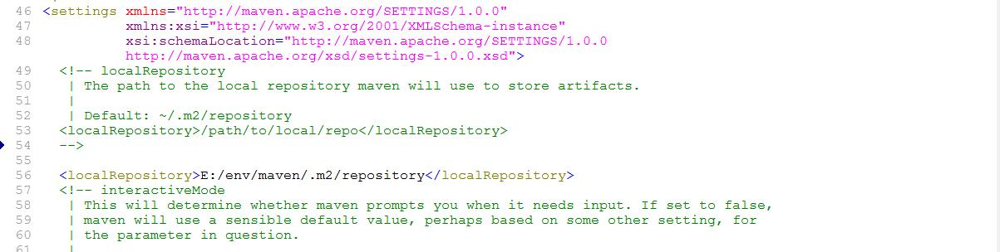 46 <settings xmlns="http://maven.apache.org/SETTINGS/1.0.0"
47 xmlns:xsi="http://www.w3.org/2001/XMLSchema-instance"
48 xsi:schemaLocation="http://maven.apache.org/SETTINGS/1.0.0
http://maven.apache.org/xsd/settings-1.0.0.xsd">
49 <!-- localRepository
50 | The path to the local repository maven will use to store artifacts.
51 |
52 | Default: ~/.m2/repository
53 <localRepository>/path/to/local/repo</localRepository>
54 -->
55
56 <localRepository>E:/env/maven/.m2/repository</localRepository>
57 <!-- interactiveMode
58 | This will determine whether maven prompts you when it needs input. If set to false,
59 | maven will use a sensible default value, perhaps based on some other setting, for
60 | the parameter in question.
61 |